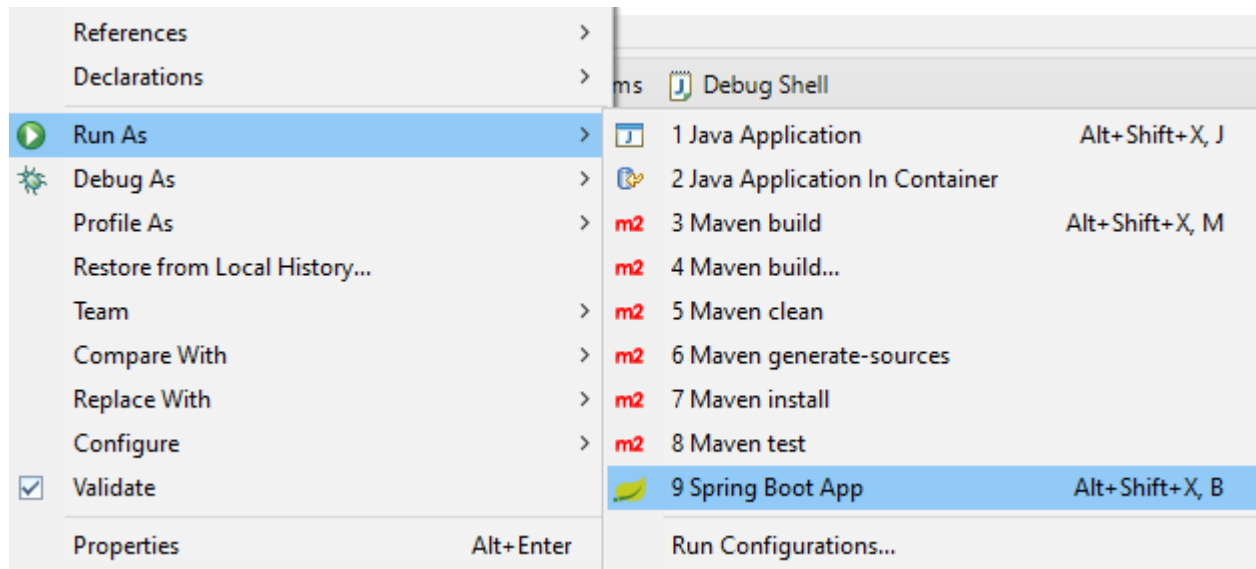 References
Declarations
Run As
Debug As
Profile As
Restore from Local History...
Team
Compare With
Replace With
Configure
Validate
Properties Alt+Enter
ms Debug Shell
1 Java Application Alt+Shift+X, J
2 Java Application In Container
m2 3 Maven build Alt+Shift+X, M
m2 4 Maven build...
m2 5 Maven clean
m2 6 Maven generate-sources
m2 7 Maven install
m2 8 Maven test
9 Spring Boot App Alt+Shift+X, B
Run Configurations...